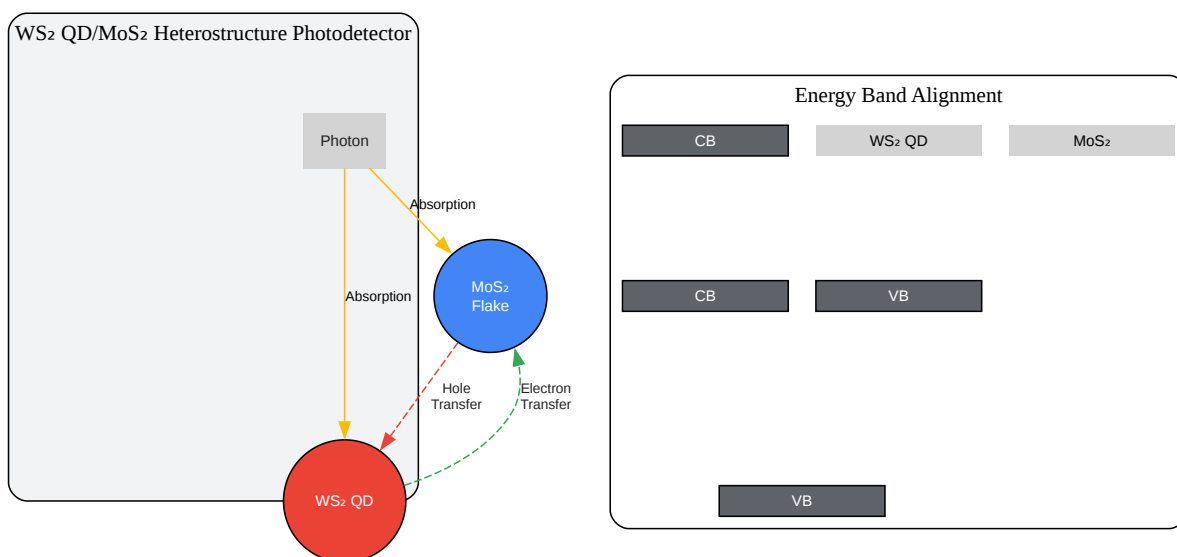 WS₂ QD/MoS₂ Heterostructure Photodetector
Photon
Absorption
Absorption
MoS₂
Flake
Hole
Transfer
Electron
Transfer
WS₂ QD
Energy Band Alignment
CB
WS₂ QD
MoS₂
CB
VB
VB